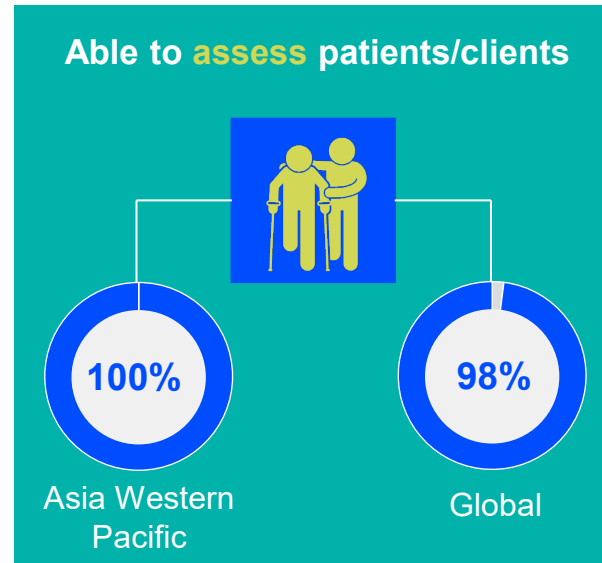 Able to assess patients/clients
100%
98%
Asia Western
Pacific
Global